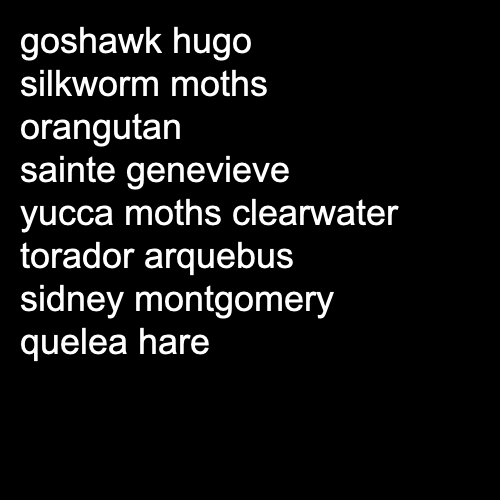 goshawk hugo
silkworm moths
orangutan
sainte genevieve
yucca moths clearwater
torador arquebus
sidney montgomery
quelea hare